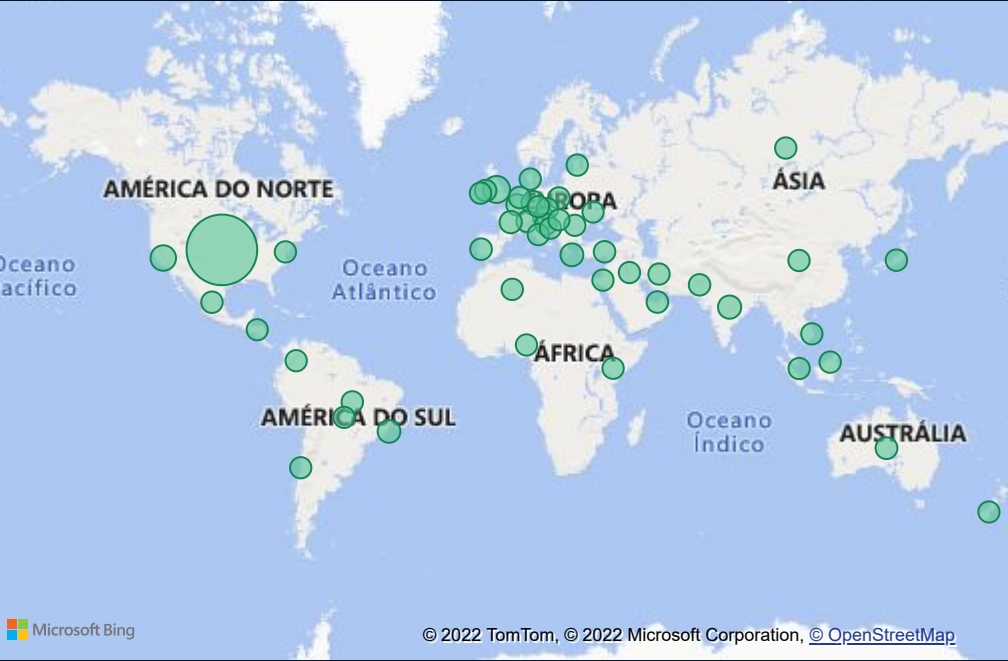 AMÉRICA DO NORTE
ÁSIA
ROPA
Oceano
acífico
Oceano
Atlântico
ÁFRICA
AMÉRICA DO SUL
Oceano
Índico
AUSTRÁLIA
Microsoft Bing
© 2022 TomTom, © 2022 Microsoft Corporation, © OpenStreetMap